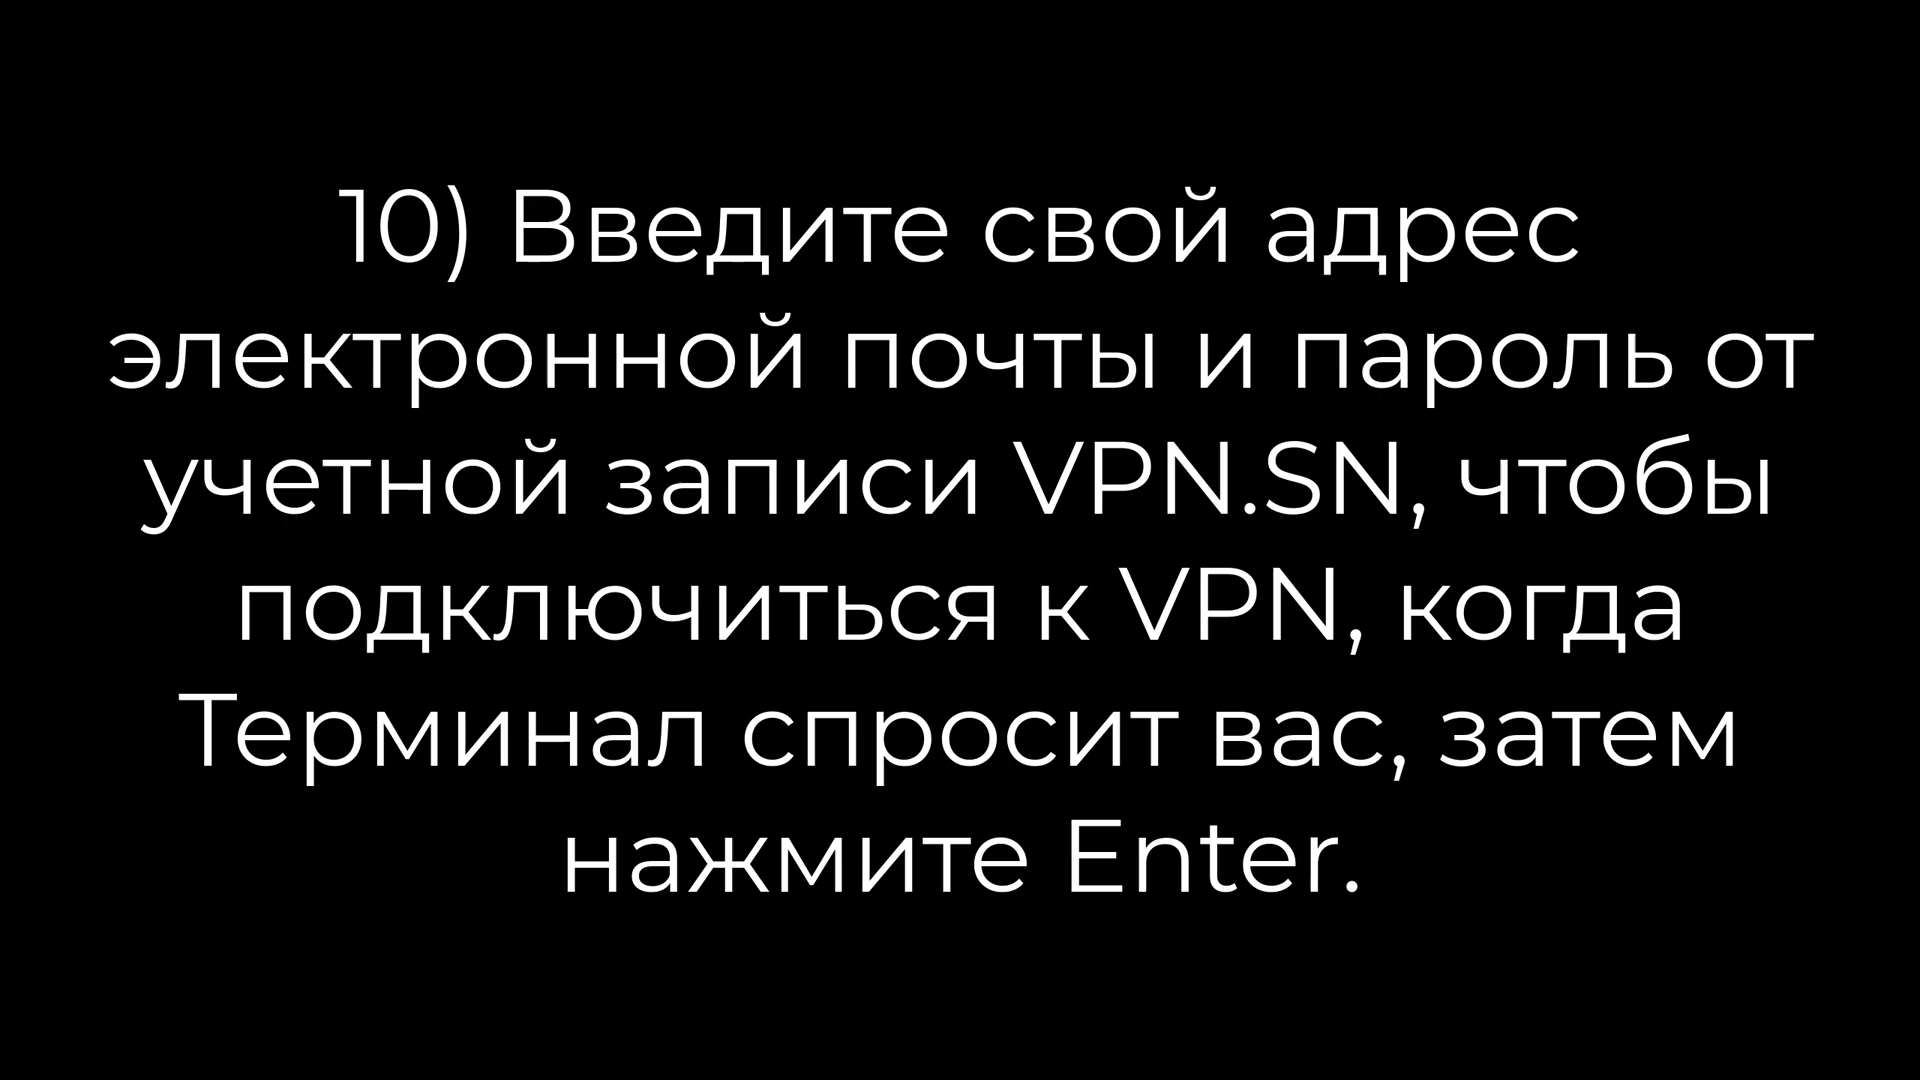 10) Введите свой адрес
электронной почты и пароль от
учетной записи VPN.SN, чтобы
подключиться к VPN, когда
Терминал спросит вас, затем
нажмите Enter.